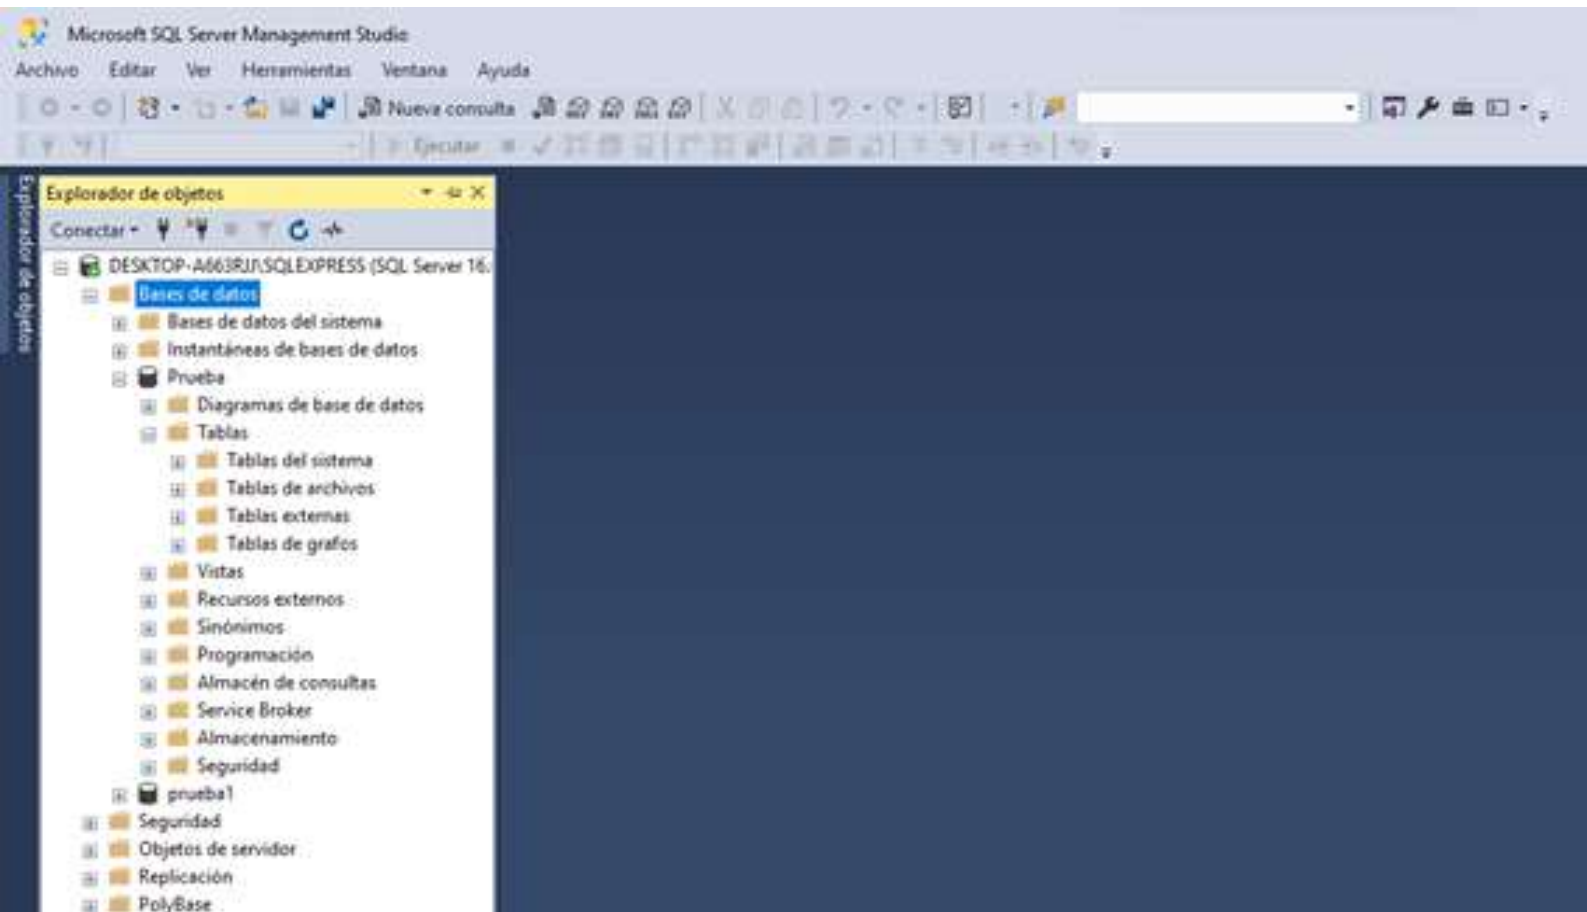 Microsoft SQL Server Management Studio
Archivo Editar Ver Herramientas Ventana Ayuda
Nueva consulta
Ejecutar
Explorador de objetos
Explorador de objetos
Conectar
DESKTOP-A663RJJ\SQLEXPRESS (SQL Server 16.
Bases de datos
Bases de datos del sistema
Instantáneas de bases de datos
Prueba
Diagramas de base de datos
Tablas
Tablas del sistema
Tablas de archivos
Tablas externas
Tablas de grafos
Vistas
Recursos externos
Sinónimos
Programación
Almacén de consultas
Service Broker
Almacenamiento
Seguridad
prueba1
Seguridad
Objetos de servidor
Replicación
PolyBase